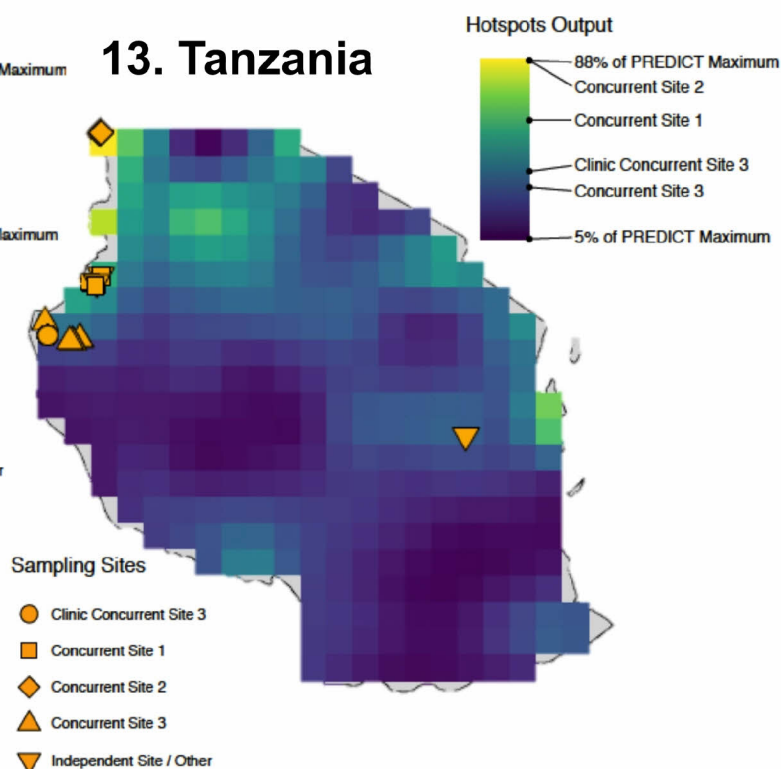 Hotspots Output
Maximum
13. Tanzania
88% of PREDICT Maximum
Concurrent Site 2
Concurrent Site 1
Clinic Concurrent Site 3
Concurrent Site 3
aximum
5% of PREDICT Maximum
r
Sampling Sites
Clinic Concurrent Site 3
Concurrent Site 1
Concurrent Site 2
Concurrent Site 3
Independent Site / Other